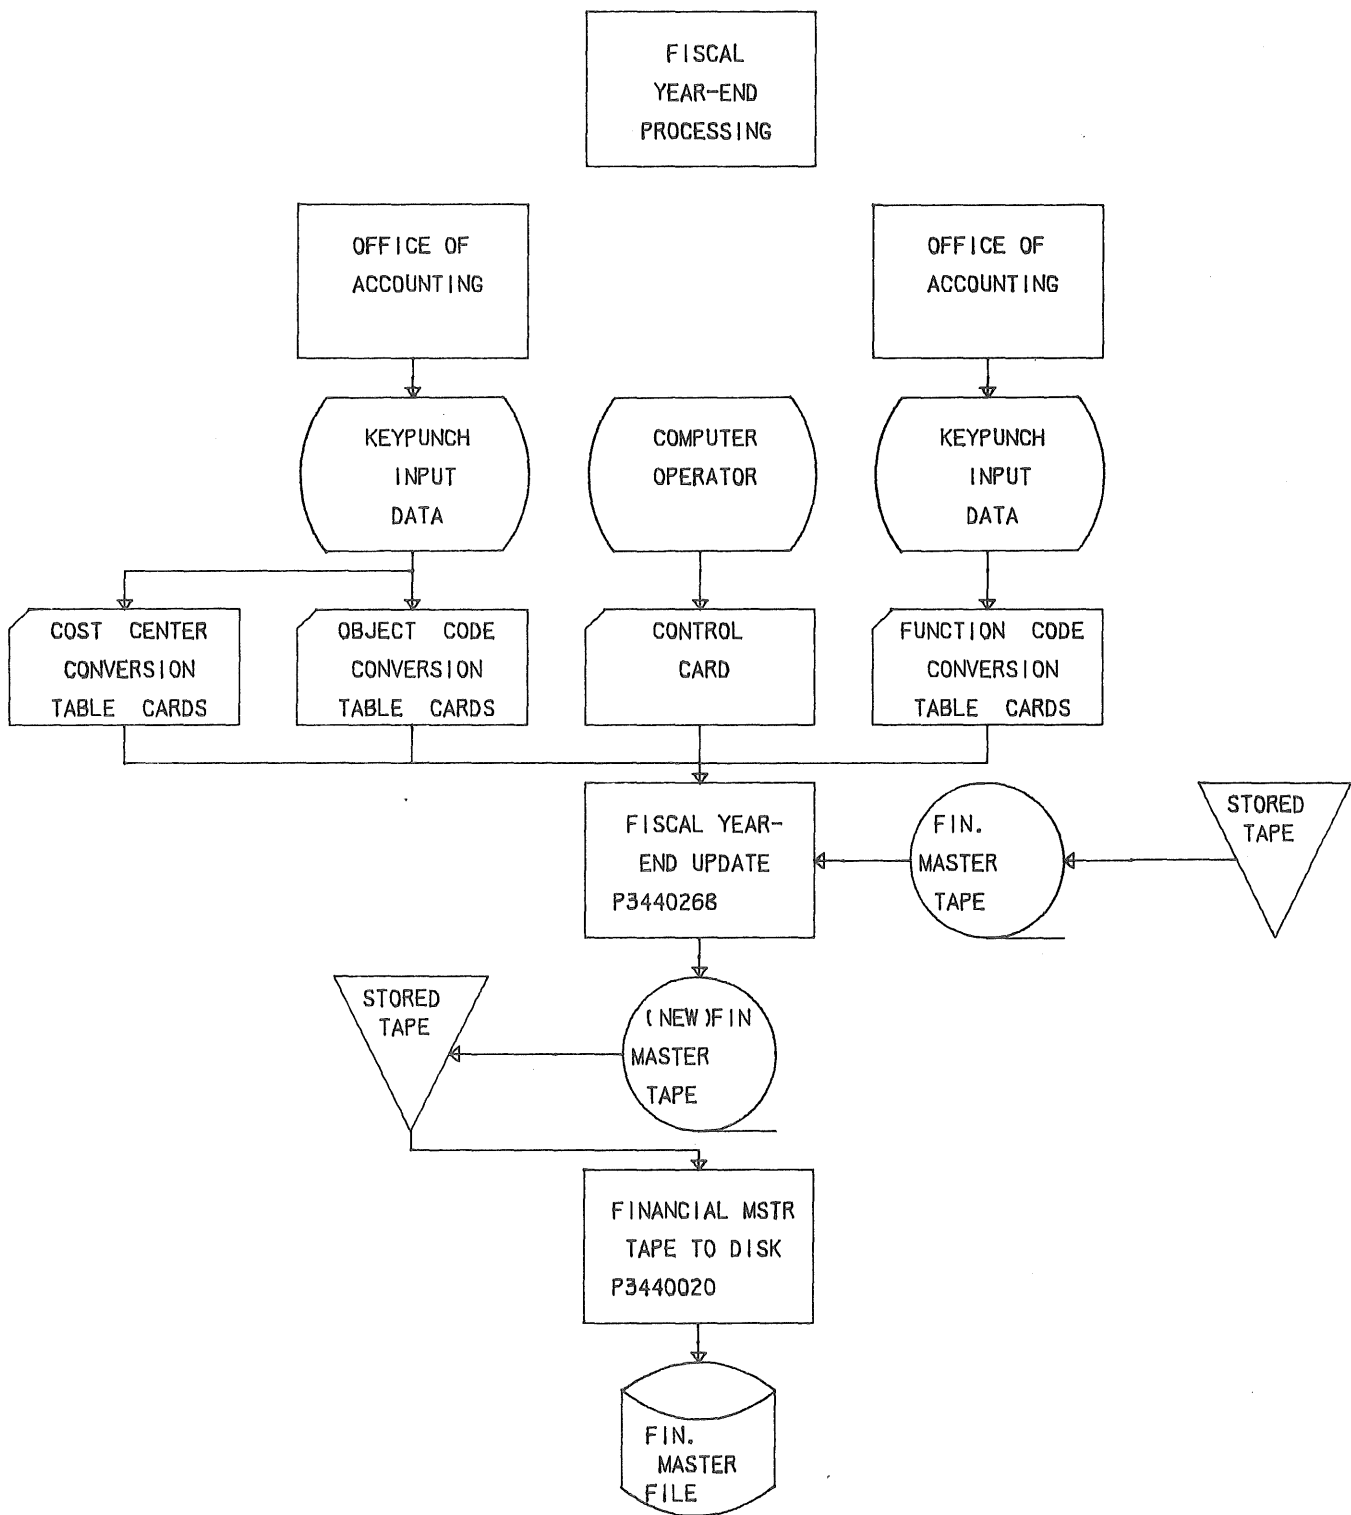 FISCAL
YEAR-END
PROCESSING
OFFICE OF
ACCOUNTING
OFFICE OF
ACCOUNTING
KEYPUNCH
INPUT
DATA
COMPUTER
OPERATOR
KEYPUNCH
INPUT
DATA
COST CENTER
CONVERSION
TABLE CARDS
OBJECT CODE
CONVERSION
TABLE CARDS
CONTROL
CARD
FUNCTION CODE
CONVERSION
TABLE CARDS
FISCAL YEAR-
END UPDATE
P3440268
FIN.
MASTER
TAPE
STORED
TAPE
STORED
TAPE
(NEW)FIN
MASTER
TAPE
FINANCIAL MSTR
TAPE TO DISK
P3440020
FIN.
MASTER
FILE